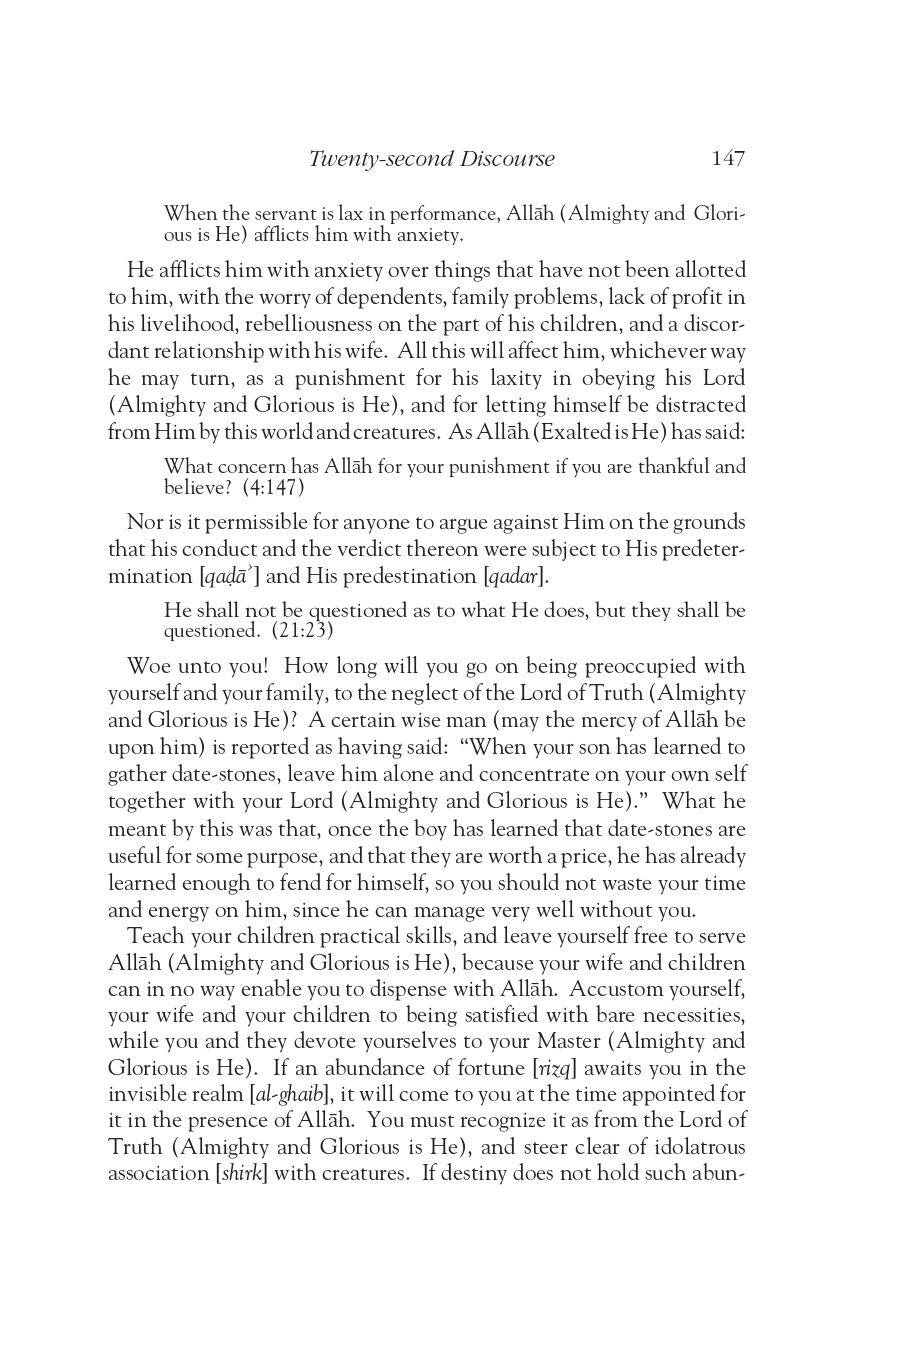 Twenty-second Discourse 147
When the servant is lax in performance, Allāh (Almighty and Glori-
ous is He) afflicts him with anxiety.
He afflicts him with anxiety over things that have not been allotted
to him, with the worry of dependents, family problems, lack of profit in
his livelihood, rebelliousness on the part of his children, and a discor-
dant relationship with his wife. All this will affect him, whichever way
he may turn, as a punishment for his laxity in obeying his Lord
(Almighty and Glorious is He), and for letting himself be distracted
from Him by this world and creatures. As Allāh (Exalted is He) has said:
What concern has Allāh for your punishment if you are thankful and
believe? (4:147)
Nor is it permissible for anyone to argue against Him on the grounds
that his conduct and the verdict thereon were subject to His predeter-
mination [qaḍāʾ] and His predestination [qadar].
He shall not be questioned as to what He does, but they shall be
questioned. (21:23)
Woe unto you! How long will you go on being preoccupied with
yourself and your family, to the neglect of the Lord of Truth (Almighty
and Glorious is He)? A certain wise man (may the mercy of Allāh be
upon him) is reported as having said: “When your son has learned to
gather date-stones, leave him alone and concentrate on your own self
together with your Lord (Almighty and Glorious is He).” What he
meant by this was that, once the boy has learned that date-stones are
useful for some purpose, and that they are worth a price, he has already
learned enough to fend for himself, so you should not waste your time
and energy on him, since he can manage very well without you.
Teach your children practical skills, and leave yourself free to serve
Allāh (Almighty and Glorious is He), because your wife and children
can in no way enable you to dispense with Allāh. Accustom yourself,
your wife and your children to being satisfied with bare necessities,
while you and they devote yourselves to your Master (Almighty and
Glorious is He). If an abundance of fortune [rizq] awaits you in the
invisible realm [al-ghaib], it will come to you at the time appointed for
it in the presence of Allāh. You must recognize it as from the Lord of
Truth (Almighty and Glorious is He), and steer clear of idolatrous
association [shirk] with creatures. If destiny does not hold such abun-